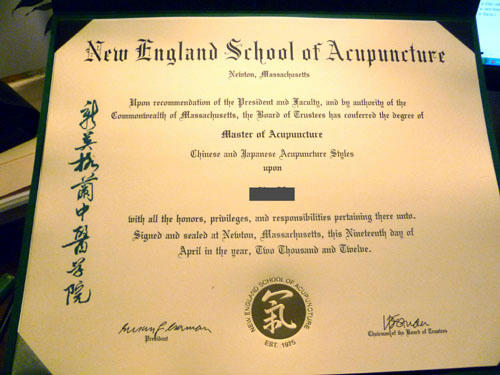 New England School of Acupuncture
Newton, Massachusetts
Upon recommendation of the President and Faculty, and by authority of the
Commonwealth of Massachusetts, the Board of Trustees has conferred the degree of
Master of Acupuncture
Chinese and Japanese Acupuncture Styles
upon
with all the honors, privileges, and responsibilities pertaining there unto.
Signed and sealed at Newton, Massachusetts, this Nineteenth day of
April in the year, Two Thousand and Twelve.
新英格蘭中醫学院
NEW ENGLAND SCHOOL OF ACUPUNCTURE
氣
EST. 1975
President
Chairman of the Board of Trustees